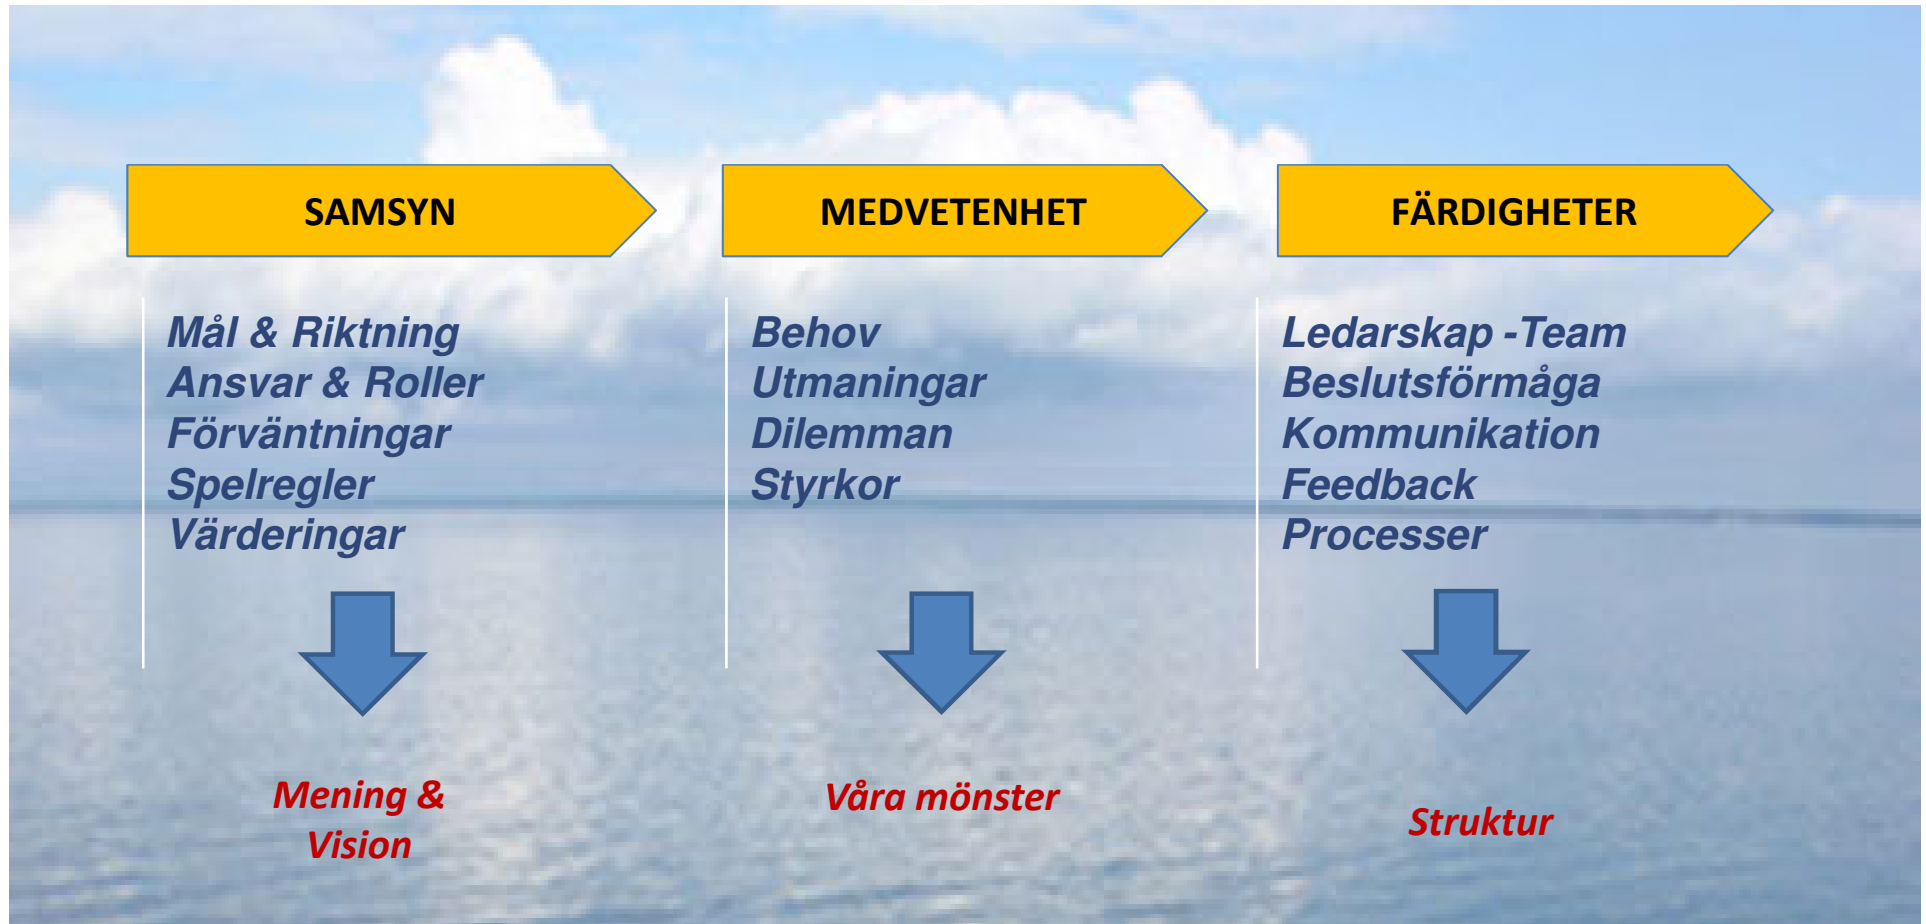 SAMSYN
Mål & Riktning
Ansvar & Roller
Förväntningar
Spelregler
Värderingar
Mening &
Vision
MEDVETENHET
Behov
Utmaningar
Dilemman
Styrkor
Våra mönster
FÄRDIGHETER
Ledarskap -Team
Beslutsförmåga
Kommunikation
Feedback
Processer
Struktur